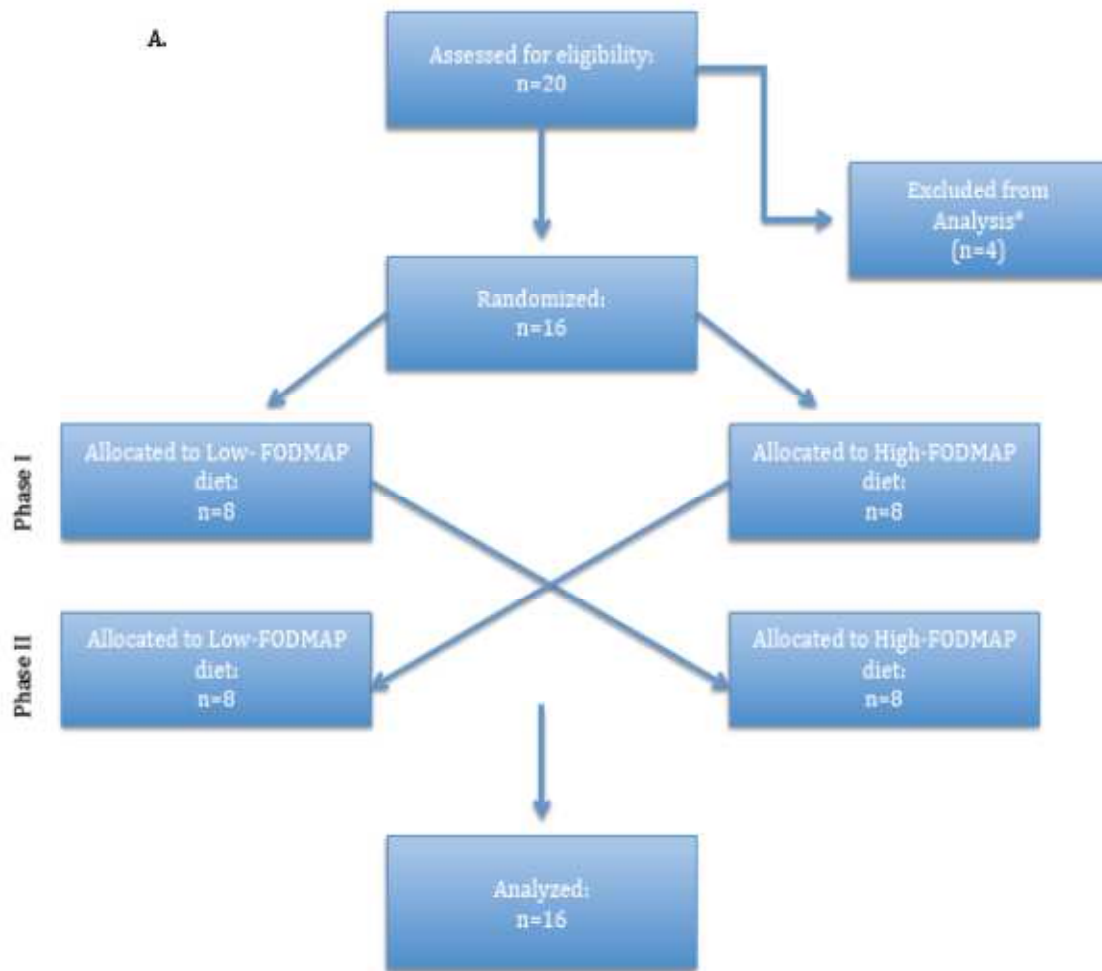 A.
Assessed for eligibility:
n=20
Excluded from
Analysis*
(n=4)
Randomized:
n=16
Phase I
Allocated to Low- FODMAP
diet:
n=8
Allocated to High-FODMAP
diet:
n=8
Phase II
Allocated to Low-FODMAP
diet:
n=8
Allocated to High-FODMAP
diet:
n=8
Analyzed:
n=16